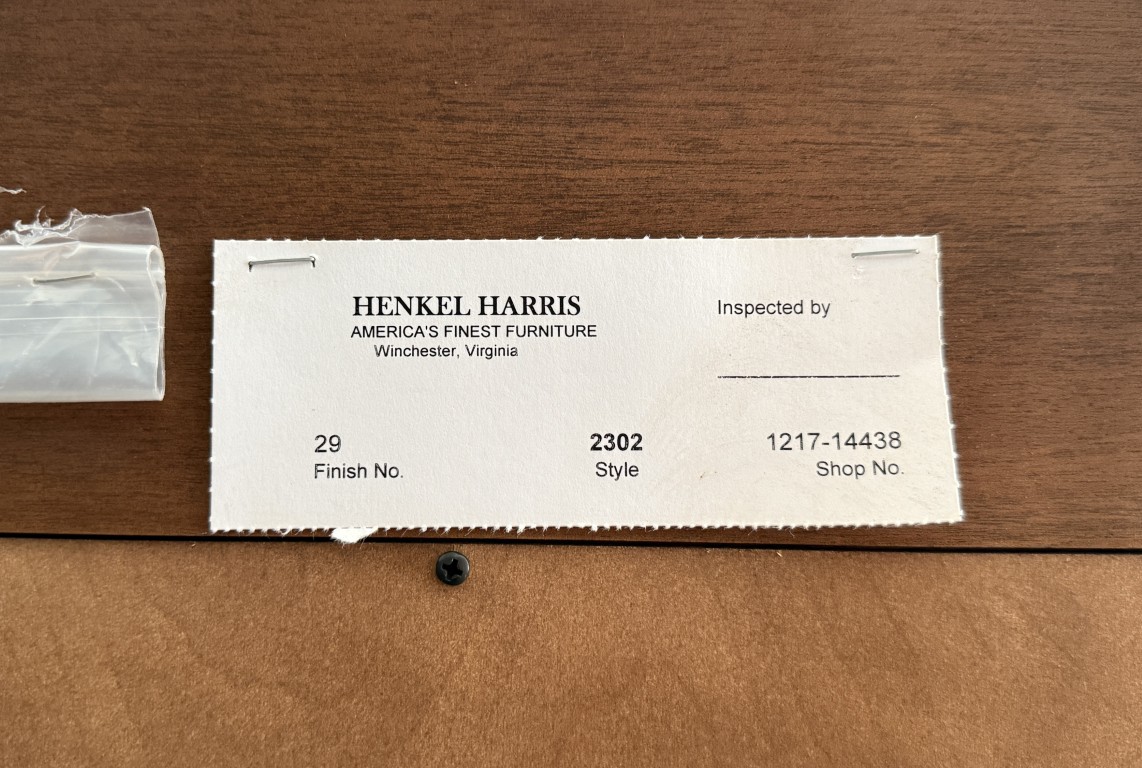 HENKEL HARRIS
AMERICA'S FINEST FURNITURE
Winchester, Virginia
Inspected by
29
Finish No.
2302
Style
1217-14438
Shop No.